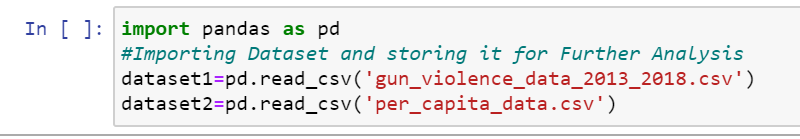 In [ ]: import pandas as pd
#Importing Dataset and storing it for Further Analysis
dataset1=pd.read_csv('gun_violence_data_2013_2018.csv')
dataset2=pd.read_csv('per_capita_data.csv')